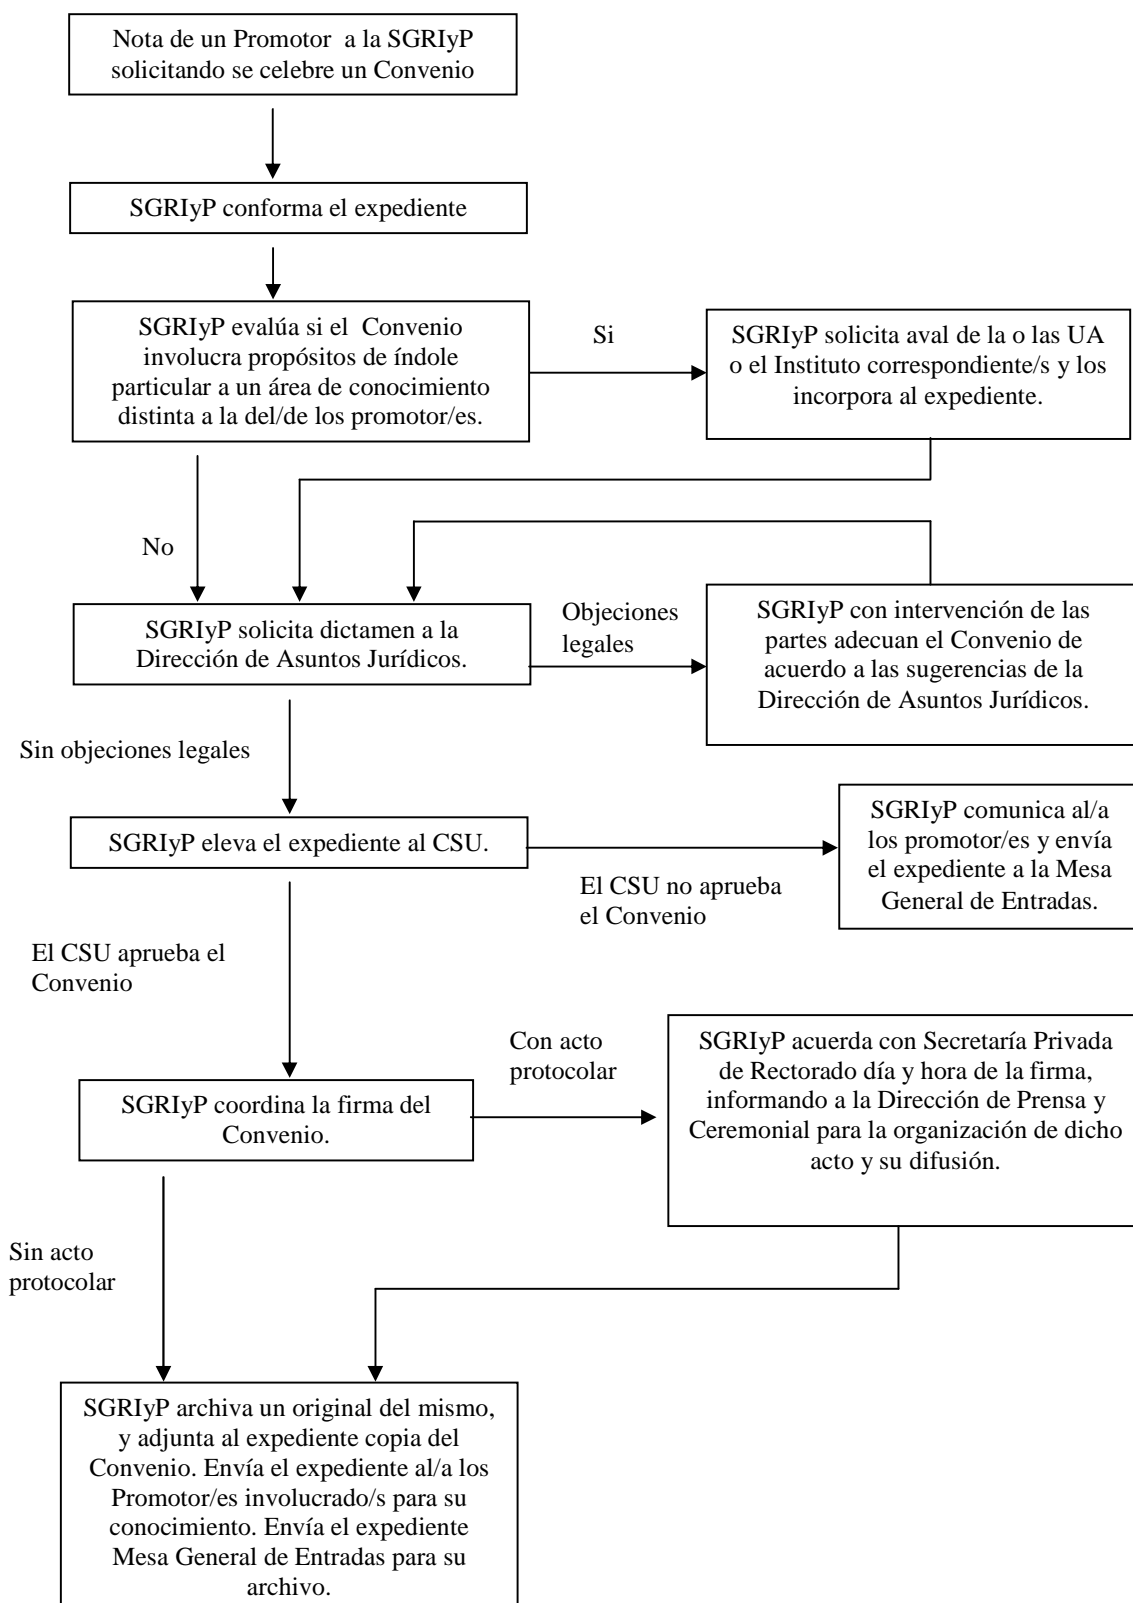 Nota de un Promotor a la SGRIyP
solicitando se celebre un Convenio
SGRIyP conforma el expediente
SGRIyP evalúa si el Convenio
involucra propósitos de índole
particular a un área de conocimiento
distinta a la del/de los promotor/es.
Si
SGRIyP solicita aval de la o las UA
o el Instituto correspondiente/s y los
incorpora al expediente.
No
SGRIyP solicita dictamen a la
Dirección de Asuntos Jurídicos.
Objeciones
legales
SGRIyP con intervención de las
partes adecuan el Convenio de
acuerdo a las sugerencias de la
Dirección de Asuntos Jurídicos.
Sin objeciones legales
SGRIyP eleva el expediente al CSU.
El CSU no aprueba
el Convenio
SGRIyP comunica al/a
los promotor/es y envía
el expediente a la Mesa
General de Entradas.
El CSU aprueba el
Convenio
SGRIyP coordina la firma del
Convenio.
Con acto
protocolar
SGRIyP acuerda con Secretaría Privada
de Rectorado día y hora de la firma,
informando a la Dirección de Prensa y
Ceremonial para la organización de dicho
acto y su difusión.
Sin acto
protocolar
SGRIyP archiva un original del mismo,
y adjunta al expediente copia del
Convenio. Envía el expediente al/a los
Promotor/es involucrado/s para su
conocimiento. Envía el expediente
Mesa General de Entradas para su
archivo.